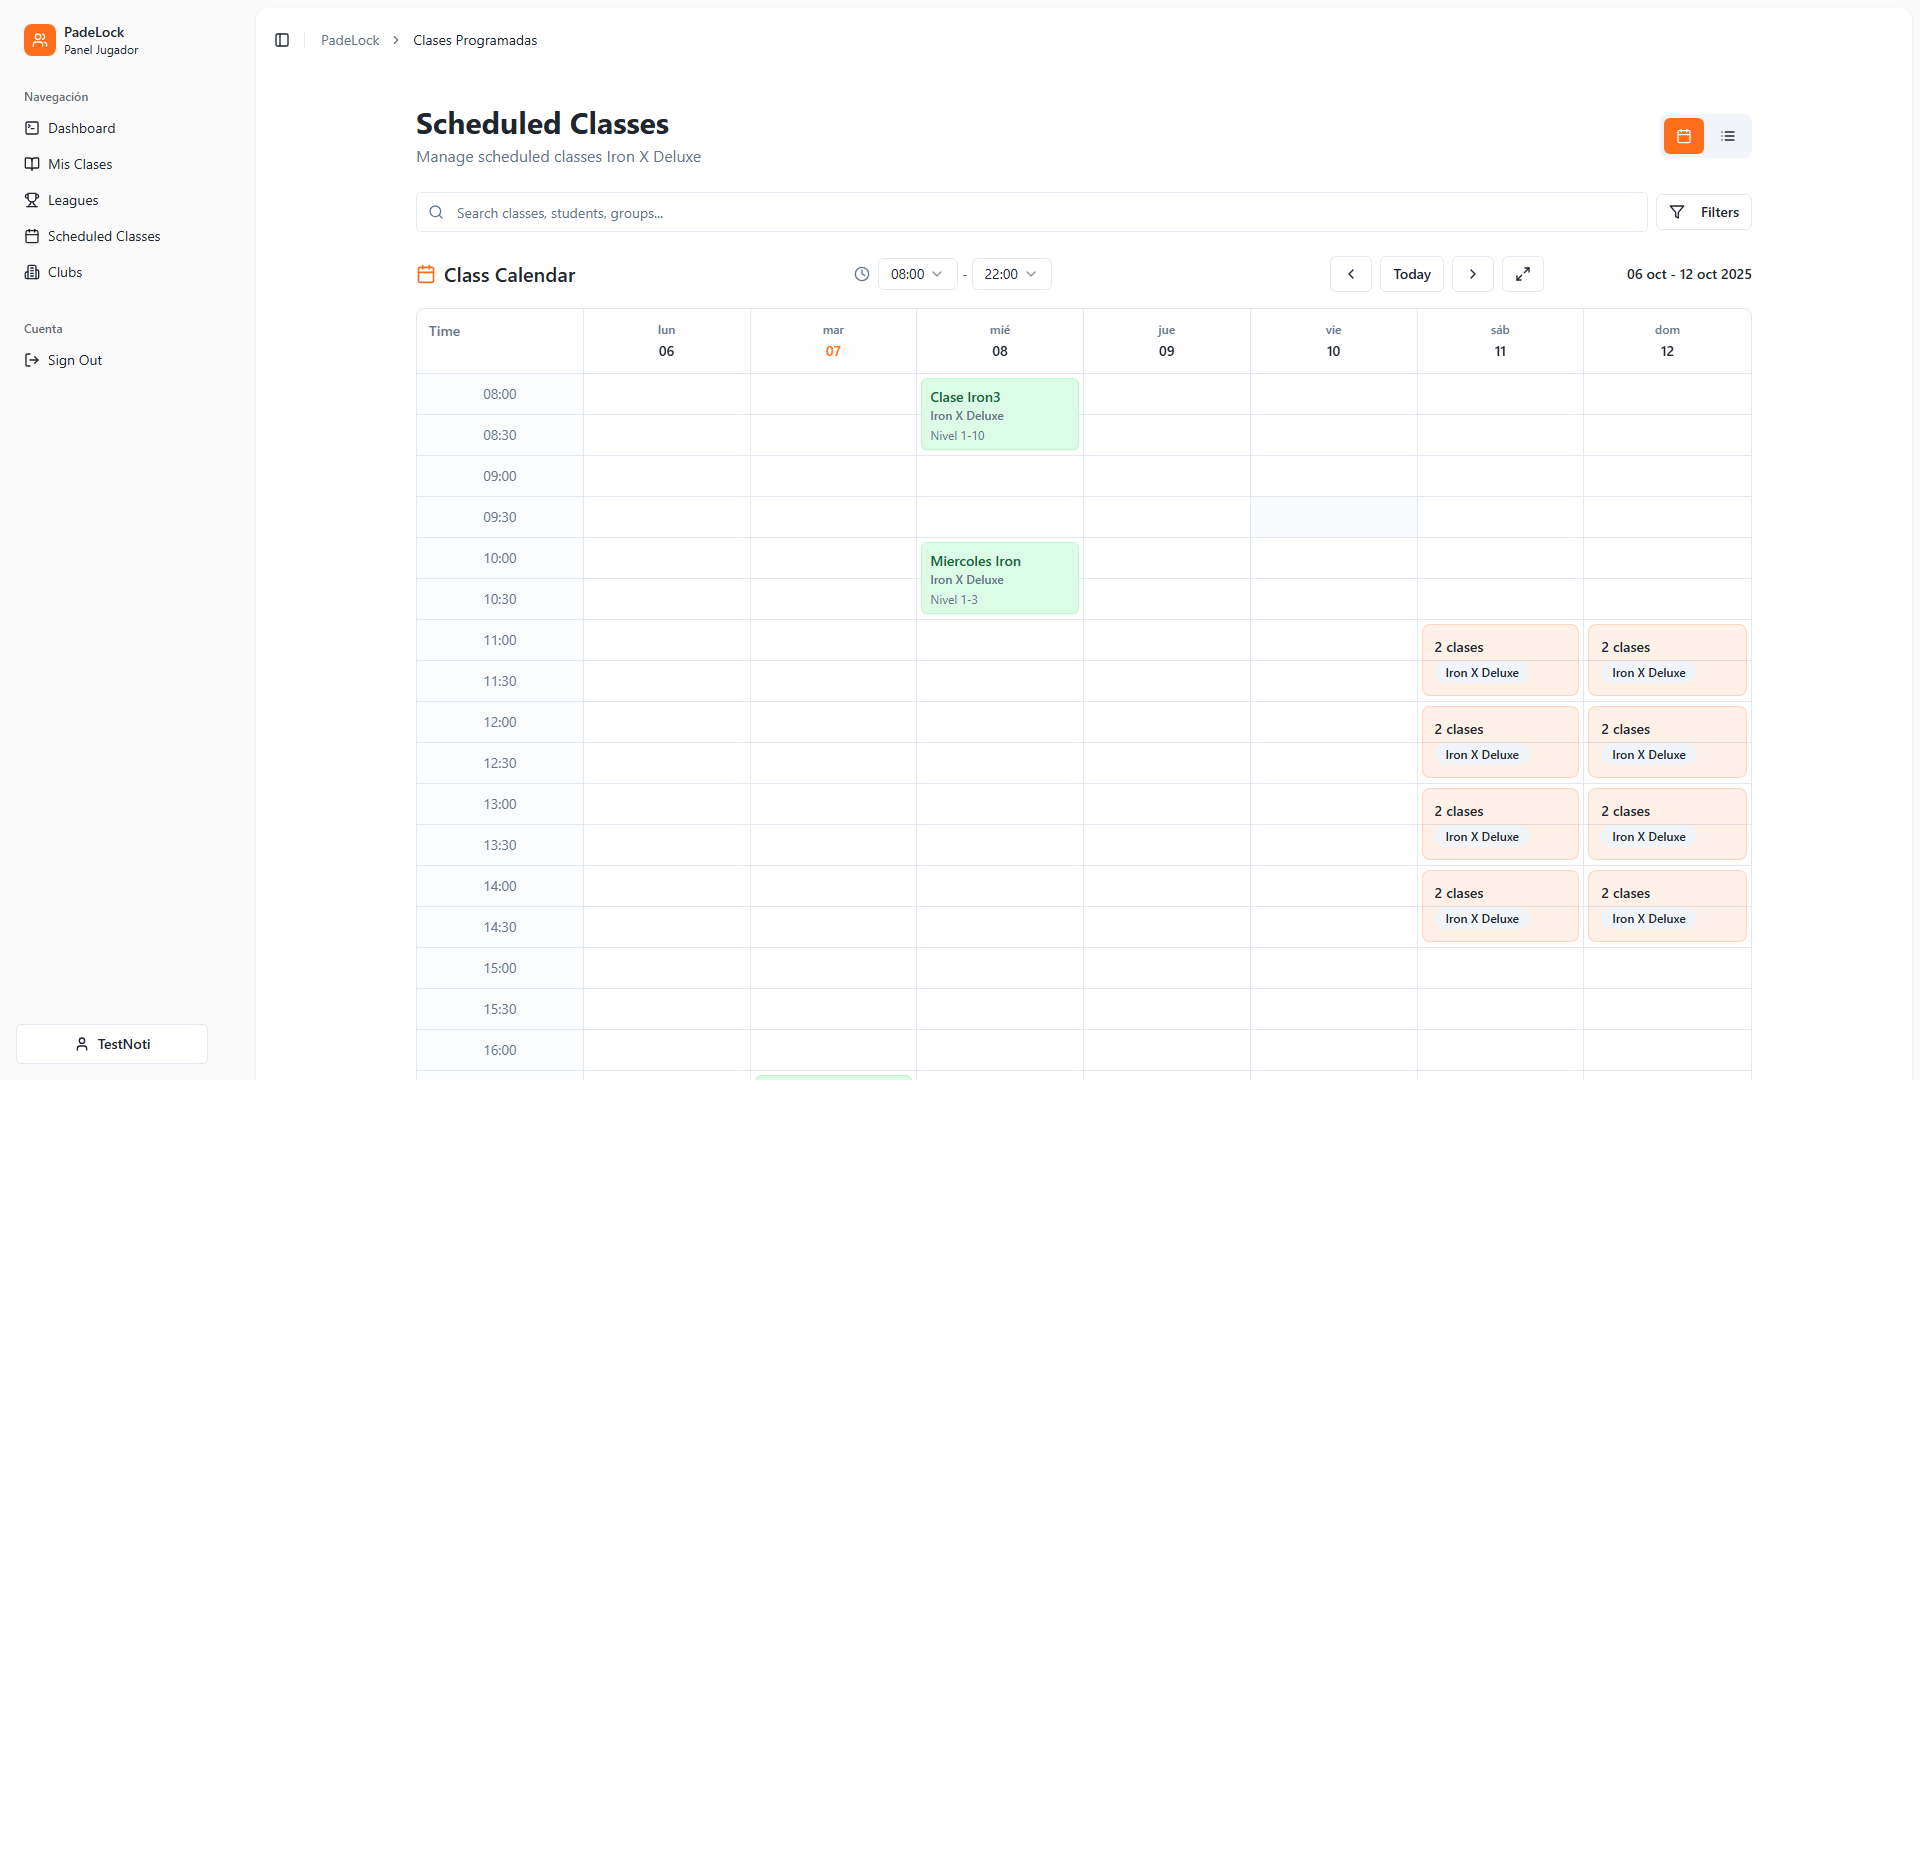 PadeLock
Panel Jugador
Navegación
Dashboard
Mis Clases
Leagues
Scheduled Classes
Clubs
Cuenta
Sign Out
TestNoti
PadeLock > Clases Programadas
Scheduled Classes
Manage scheduled classes Iron X Deluxe
Search classes, students, groups...
Filters
Class Calendar
08:00 - 22:00
Today
06 oct - 12 oct 2025
Time lun mar mié jue vie sáb dom
06 07 08 09 10 11 12
08:00
Clase Iron3
Iron X Deluxe
08:30
Nivel 1-10
09:00
09:30
10:00
Miercoles Iron
Iron X Deluxe
10:30
Nivel 1-3
11:00
2 clases 2 clases
Iron X Deluxe Iron X Deluxe
11:30
12:00
2 clases 2 clases
Iron X Deluxe Iron X Deluxe
12:30
13:00
2 clases 2 clases
Iron X Deluxe Iron X Deluxe
13:30
14:00
2 clases 2 clases
Iron X Deluxe Iron X Deluxe
14:30
15:00
15:30
16:00